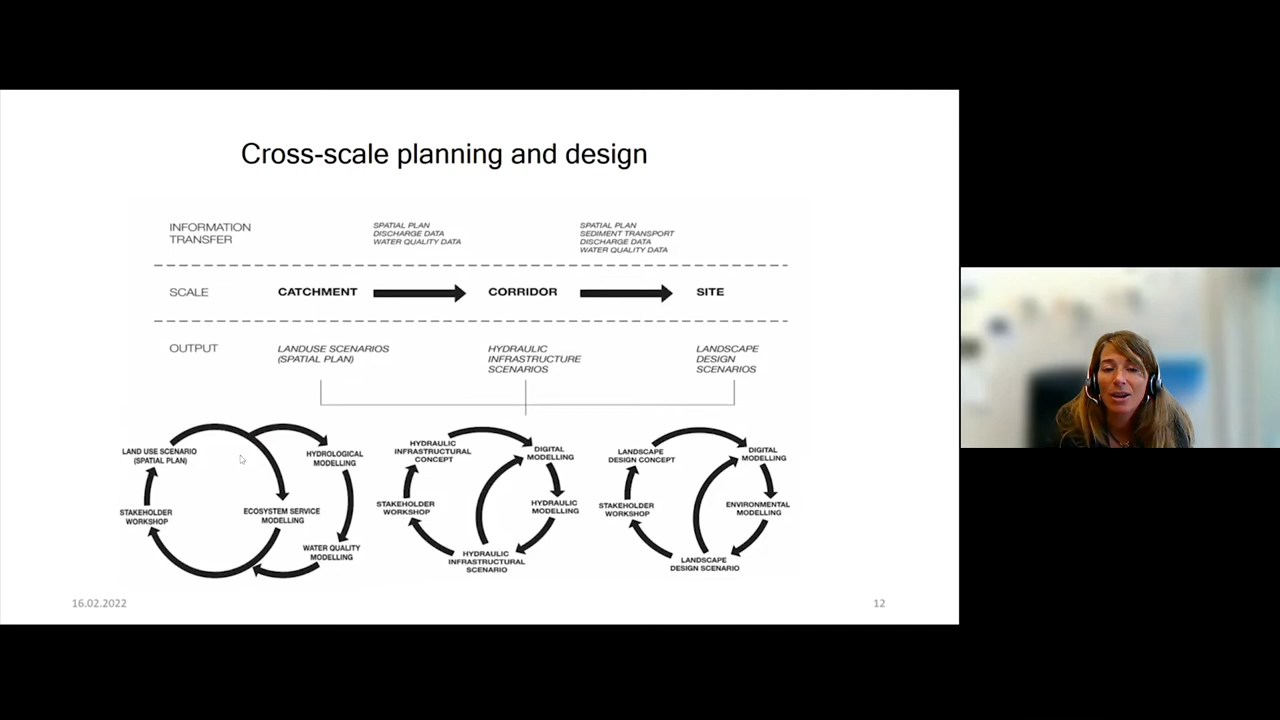 Cross-scale planning and design
INFORMATION
TRANSFER
SPATIAL PLAN
DISCHARGE DATA
WATER QUALITY DATA
SPATIAL PLAN
SEDIMENT TRANSPORT
DISCHARGE DATA
WATER QUALITY DATA
SCALE
CATCHMENT
CORRIDOR
SITE
OUTPUT
LANDUSE SCENARIOS
(SPATIAL PLAN)
HYDRAULIC
INFRASTRUCTURE
SCENARIOS
LANDSCAPE
DESIGN
SCENARIOS
LAND USE SCENARIO
(SPATIAL PLAN)
HYDROLOGICAL
MODELLING
STAKEHOLDER
WORKSHOP
ECOSYSTEM SERVICE
MODELLING
WATER QUALITY
MODELLING
HYDRAULIC
INFRASTRUCTURAL
CONCEPT
DIGITAL
MODELLING
STAKEHOLDER
WORKSHOP
HYDRAULIC
MODELLING
HYDRAULIC
INFRASTRUCTURAL
SCENARIO
LANDSCAPE
DESIGN CONCEPT
DIGITAL
MODELLING
STAKEHOLDER
WORKSHOP
ENVIRONMENTAL
MODELLING
LANDSCAPE
DESIGN SCENARIO
16.02.2022
12